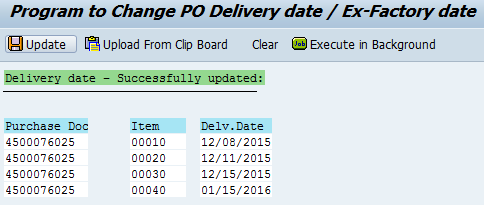 Program to Change PO Delivery date / Ex-Factory date
Update Upload From Clip Board Clear Job Execute in Background
Delivery date - Successfully updated:
Purchase Doc Item Delv.Date
4500076025 00010 12/08/2015
4500076025 00020 12/11/2015
4500076025 00030 12/15/2015
4500076025 00040 01/15/2016